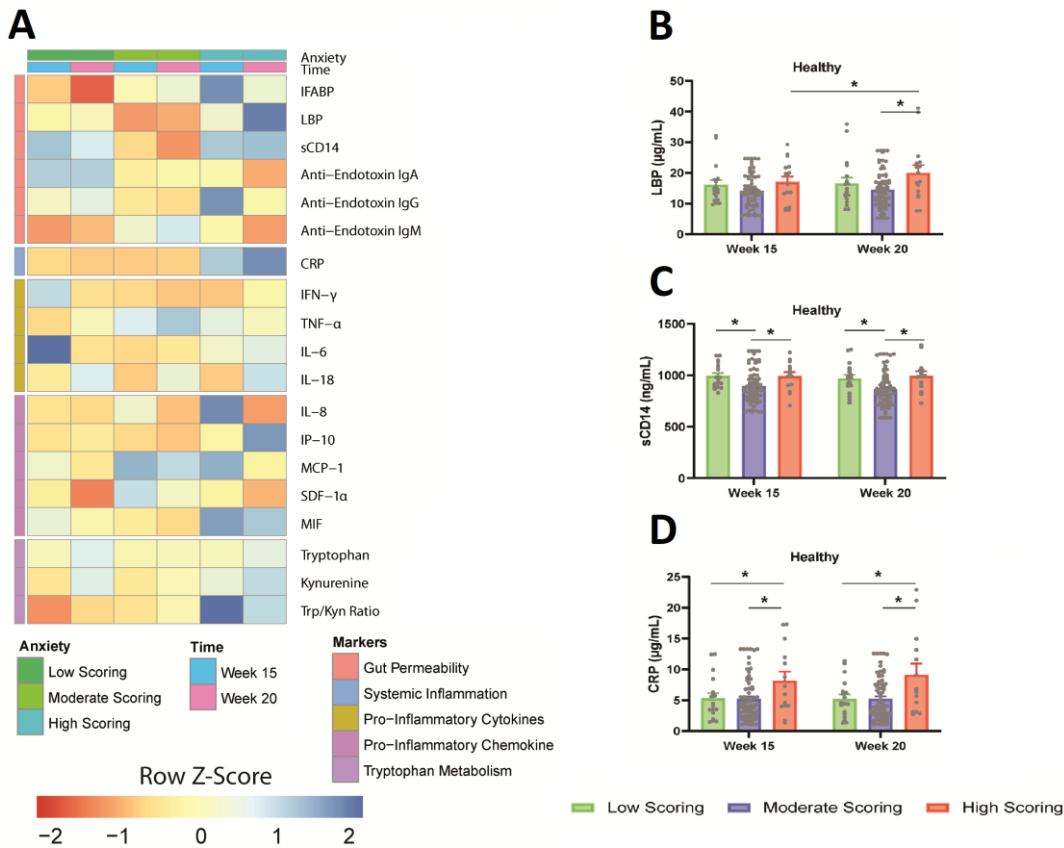 A
Anxiety
Time
IFABP
LBP
sCD14
Anti-Endotoxin IgA
Anti-Endotoxin IgG
Anti-Endotoxin IgM
CRP
IFN-γ
TNF-α
IL-6
IL-18
IL-8
IP-10
MCP-1
SDF-1α
MIF
Tryptophan
Kynurenine
Trp/Kyn Ratio
Anxiety
Low Scoring
Moderate Scoring
High Scoring
Time
Week 15
Week 20
Markers
Gut Permeability
Systemic Inflammation
Pro-Inflammatory Cytokines
Pro-Inflammatory Chemokine
Tryptophan Metabolism
Row Z-Score
-2 -1 0 1 2
B
Healthy
*
*
LBP (µg/mL)
50
40
30
20
10
0
Week 15 Week 20
C
Healthy
* * * *
sCD14 (ng/mL)
1500
1000
500
0
Week 15 Week 20
D
Healthy
* *
* *
CRP (µg/mL)
25
20
15
10
5
0
Week 15 Week 20
Low Scoring Moderate Scoring High Scoring